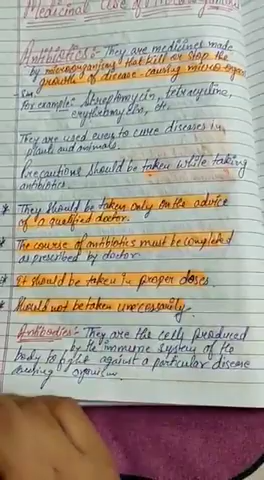 Medicinal Use of Microorganisms
Antibiotics:- They are medicines made
by microorganisms that kill or stop the
growth of disease-causing micro-organ-
ism.
For example:- Streptomycin, tetracycline,
erythromycin, etc.
They are used even to cure diseases in
plants and animals.
Precautions should be taken while taking
antibiotics.
* They should be taken only on the advice
of a qualified doctor.
* The course of antibiotics must be completed
as prescribed by doctor.
* It should be taken in proper doses.
* Should not be taken unecessarily.
Antibodies:- They are the cells produced
by the immune system of the
body to fight against a particular disease
causing organism.